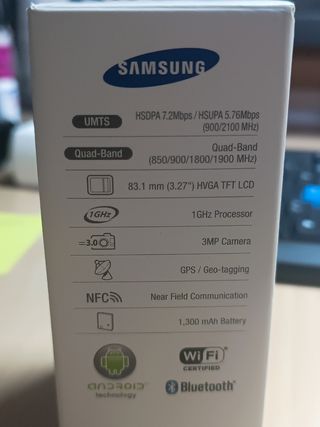 SAMSUNG
UMTS
HSDPA 7.2Mbps / HSUPA 5.76Mbps
(900/2100 MHz)
Quad-Band
Quad-Band
(850/900/1800/1900 MHz)
83.1 mm (3.27") HVGA TFT LCD
1GHz
1GHz Processor
3.0
3MP Camera
GPS / Geo-tagging
NFC
Near Field Communication
1,300 mAh Battery
ANDROID
technology
Wi Fi
CERTIFIED
Bluetooth®